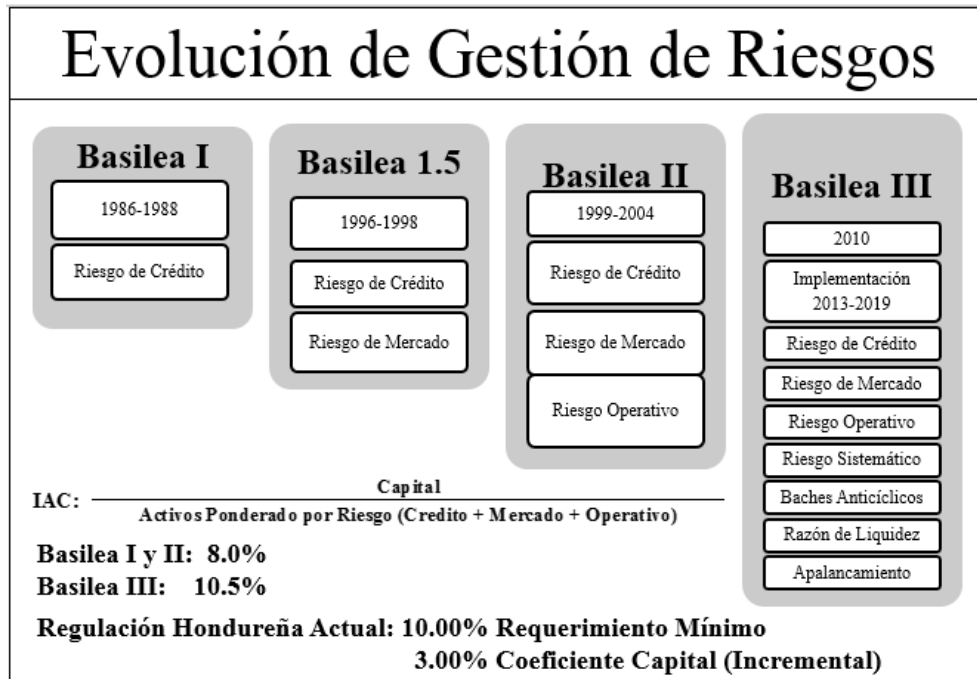 Evolución de Gestión de Riesgos
Basilea I
1986-1988
Riesgo de Crédito
Basilea 1.5
1996-1998
Riesgo de Crédito
Riesgo de Mercado
Basilea II
1999-2004
Riesgo de Crédito
Riesgo de Mercado
Riesgo Operativo
Basilea III
2010
Implementación
2013-2019
Riesgo de Crédito
Riesgo de Mercado
Riesgo Operativo
Riesgo Sistemático
Baches Anticíclicos
Razón de Liquidez
Apalancamiento
IAC:
Capital
Activos Ponderado por Riesgo (Credito + Mercado + Operativo)
Basilea I y II: 8.0%
Basilea III: 10.5%
Regulación Hondureña Actual: 10.00% Requerimiento Mínimo
3.00% Coeficiente Capital (Incremental)